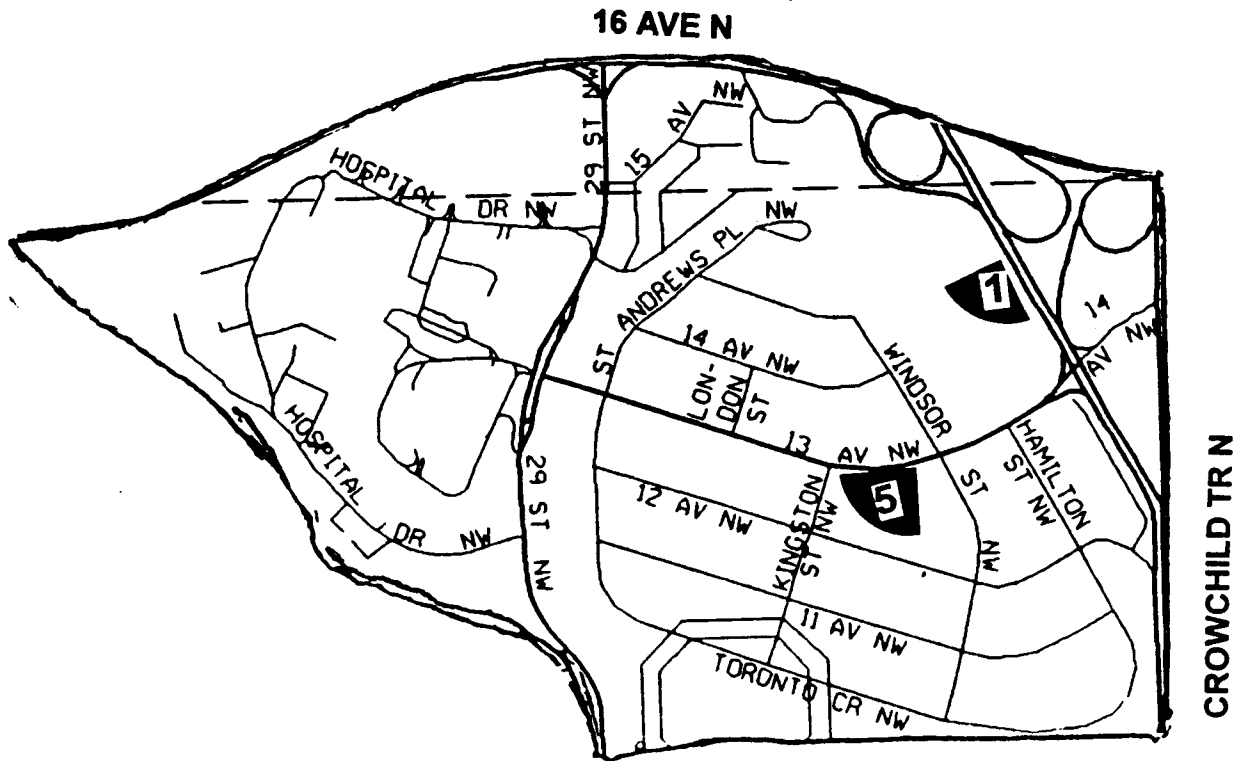 16 AVE N
29 ST NW
15 AV NW
HOSPITAL DR NW
ANDREWS PL NW
1
14 AV NW
ST
14 AV NW
WINDSOR ST NW
LON-
DON
ST
13 AV NW
HOSPITAL DR NW
29 ST NW
HAMILTON
ST NW
5
12 AV NW
KINGSTON
ST NW
11 AV NW
TORONTO CR NW
CROWCHILD TR N